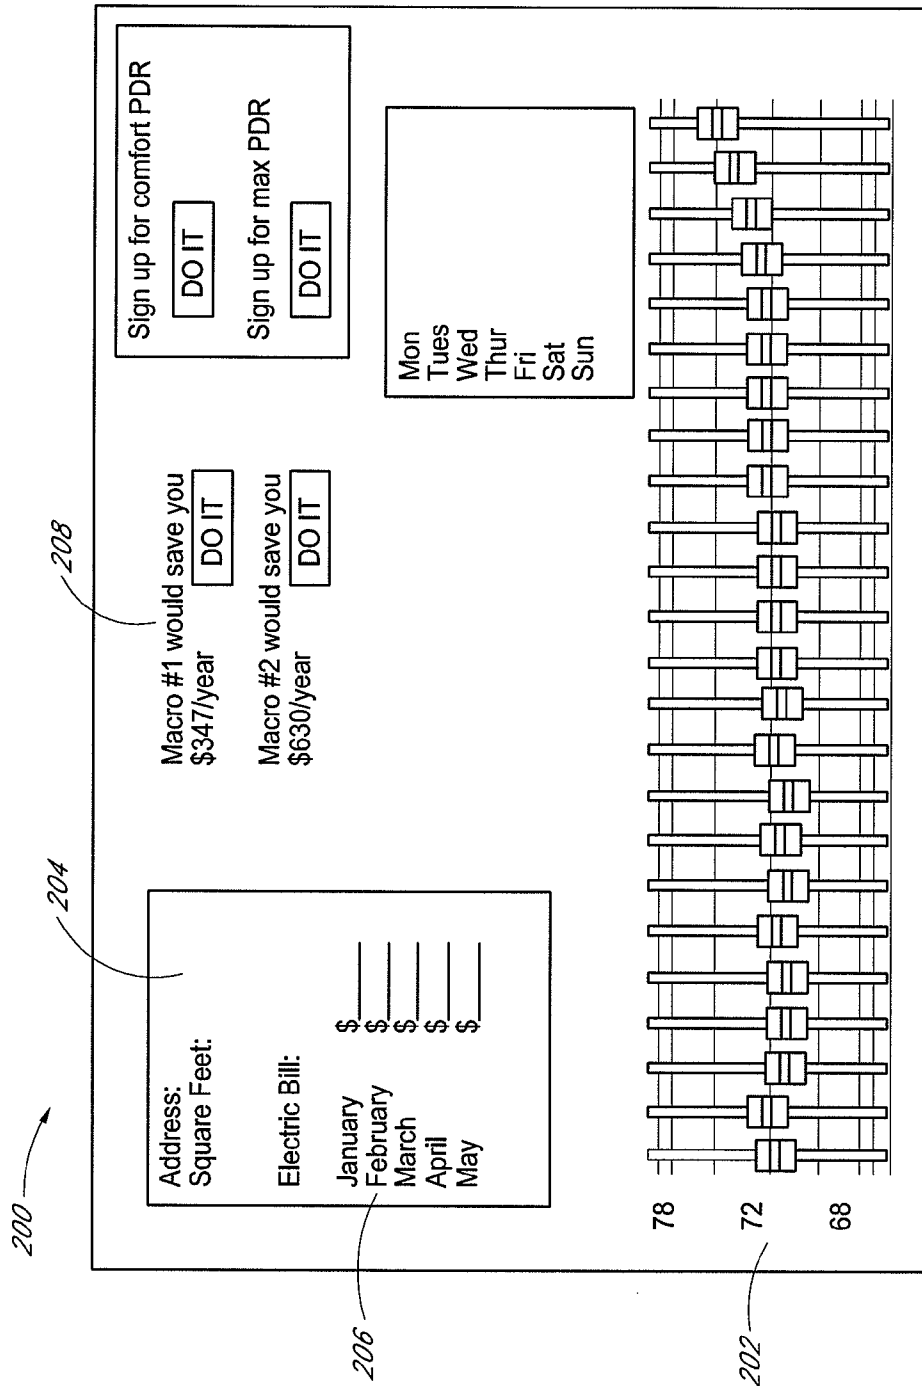 200
204
208
Address:
Square Feet:
Electric Bill:
January $
February $
March $
April $
May $
206
Macro #1 would save you
$347/year
DO IT
Macro #2 would save you
$630/year
DO IT
Sign up for comfort PDR
DO IT
Sign up for max PDR
DO IT
Mon
Tues
Wed
Thur
Fri
Sat
Sun
78
72
68
202